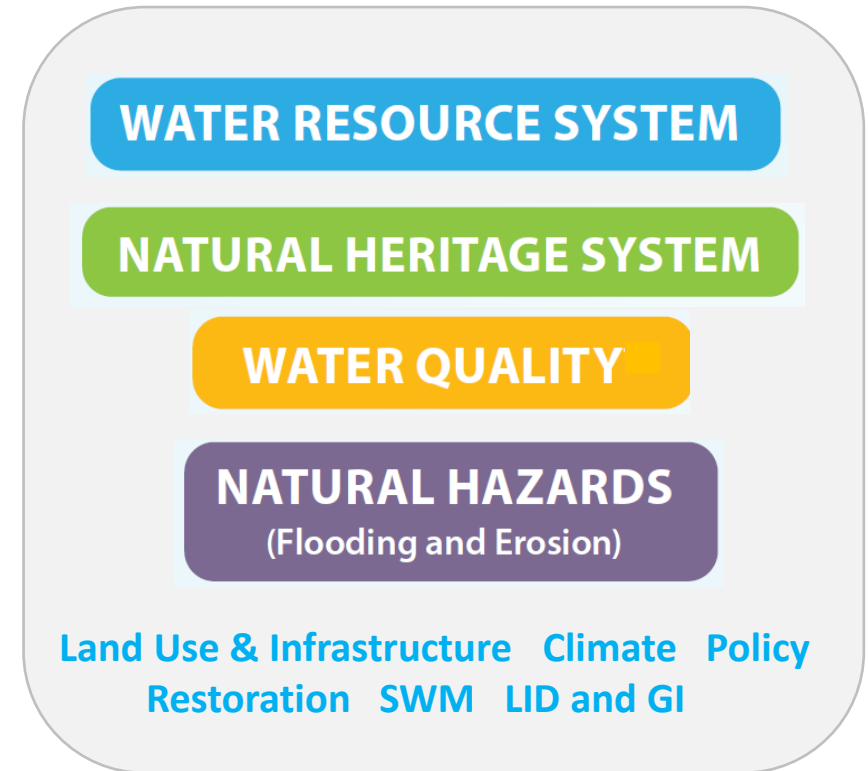 WATER RESOURCE SYSTEM
NATURAL HERITAGE SYSTEM
WATER QUALITY
NATURAL HAZARDS
(Flooding and Erosion)
Land Use & Infrastructure Climate Policy
Restoration SWM LID and GI